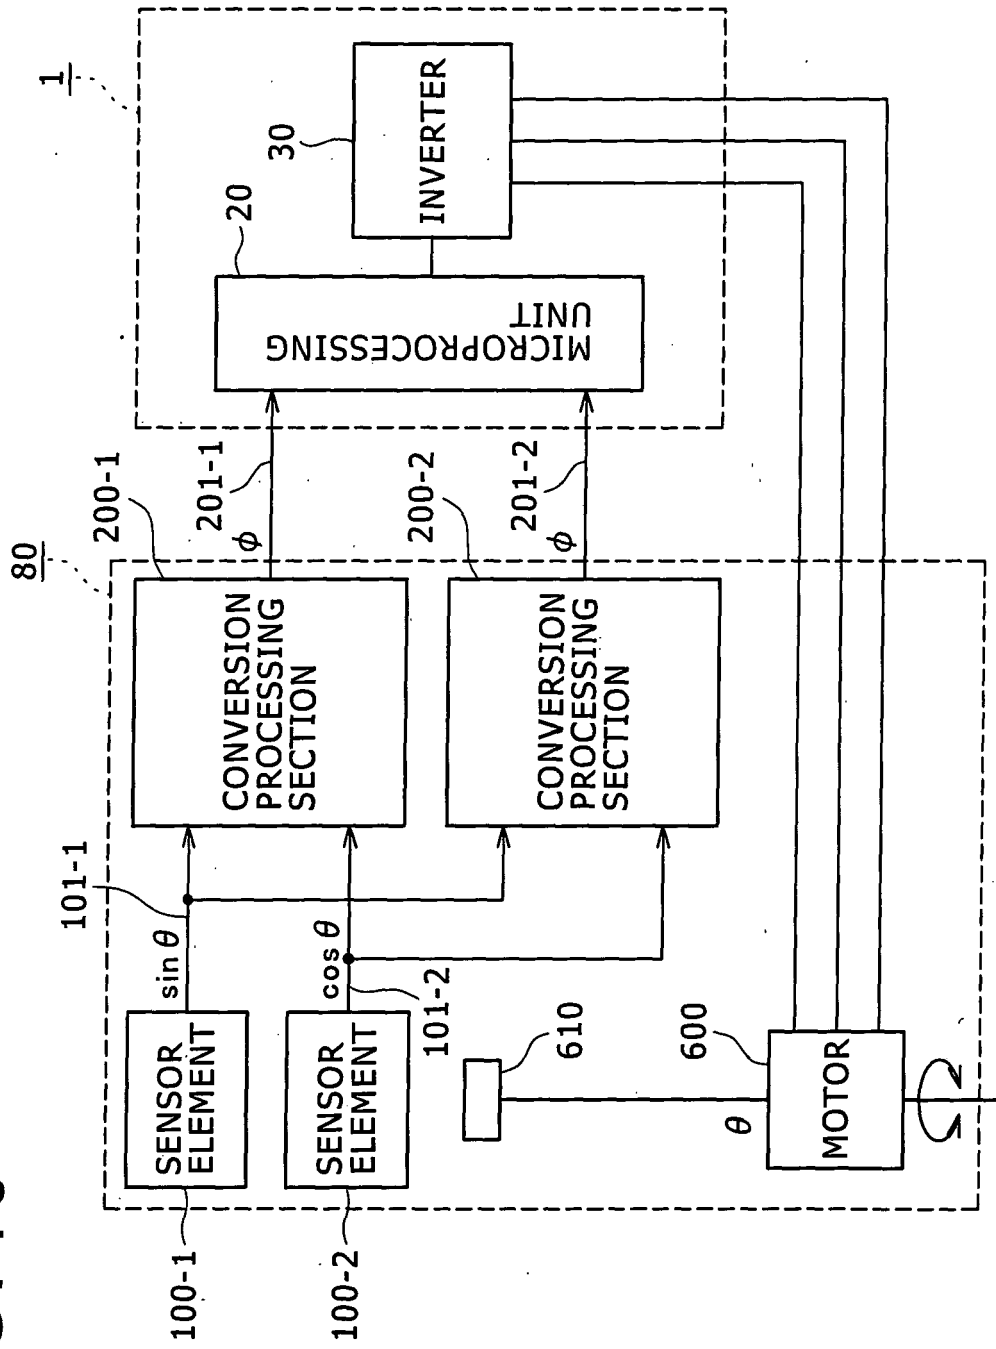 80
1
100-1
SENSOR
ELEMENT
sin θ
101-1
CONVERSION
PROCESSING
SECTION
200-1
ϕ
201-1
MICROPROCESSING
UNIT
20
INVERTER
30
100-2
SENSOR
ELEMENT
cos θ
101-2
CONVERSION
PROCESSING
SECTION
200-2
ϕ
201-2
610
θ
MOTOR
600